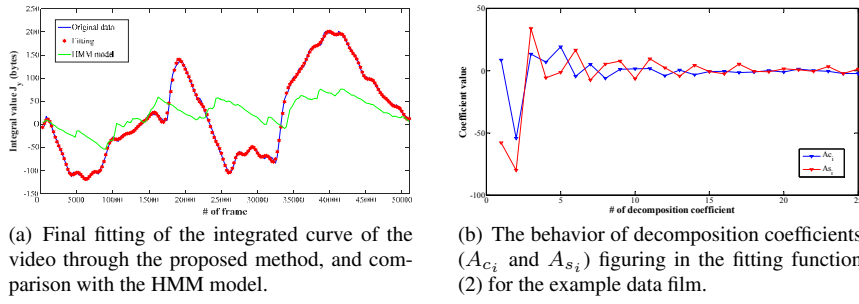 250
200
150
100
50
0
-50
-100
-150
0
5000
10000
15000
20000
25000
30000
35000
40000
45000
50000
Integral value J_y (bytes)
# of frame
Original data
Fitting
HMM model
50
0
-50
-100
0
5
10
15
20
25
Coefficient value
# of decomposition coefficient
Ac_i
As_i
(a) Final fitting of the integrated curve of the
video through the proposed method, and com-
parison with the HMM model.
(b) The behavior of decomposition coefficients
(A_{c_i} and A_{s_i}) figuring in the fitting function
(2) for the example data film.